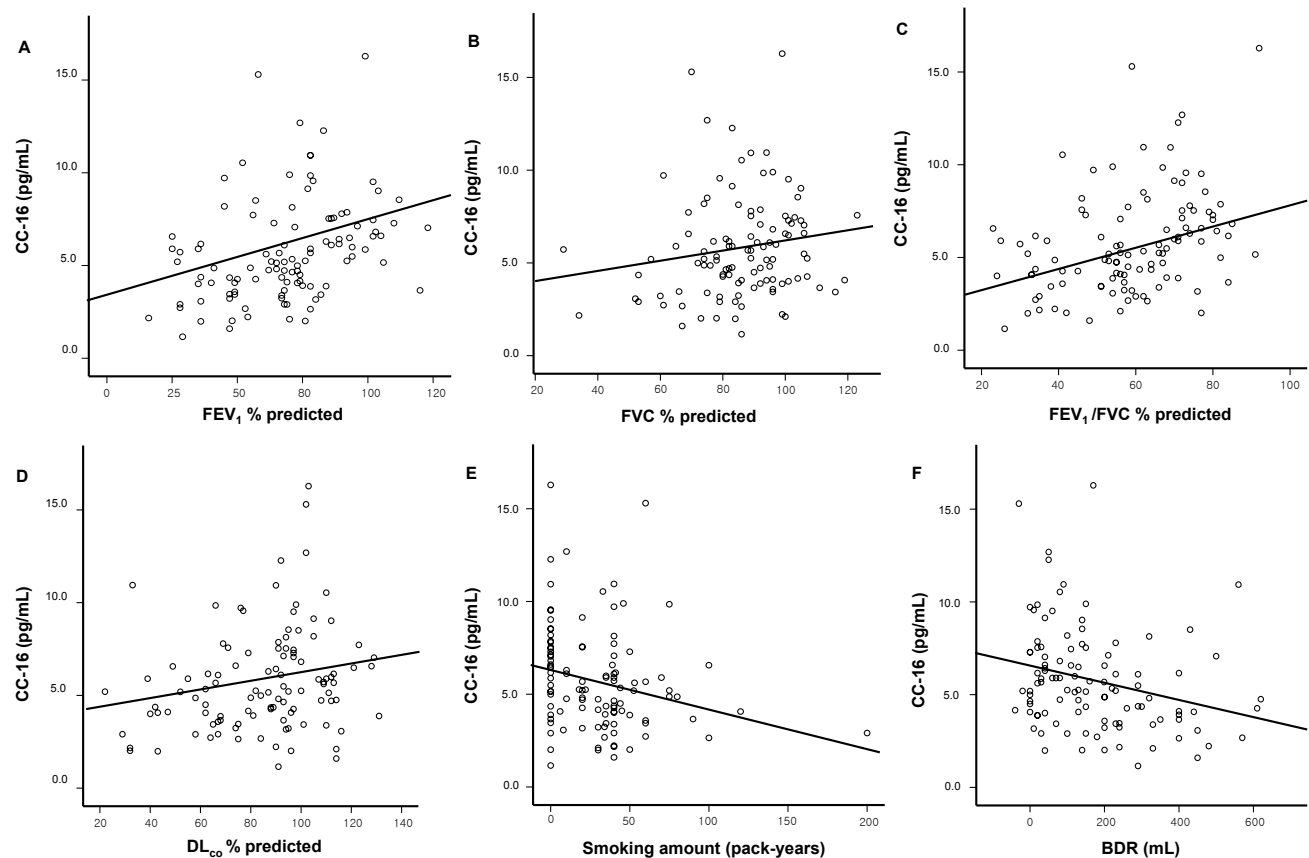 A
CC-16 (pg/mL)
15.0
10.0
5.0
0.0
0 25 50 60 80 100 120
FEV₁ % predicted
B
CC-16 (pg/mL)
15.0
10.0
5.0
0.0
20 40 60 80 100 120
FVC % predicted
C
CC-16 (pg/mL)
15.0
10.0
5.0
0.0
20 40 60 80 100
FEV₁ /FVC % predicted
D
CC-16 (pg/mL)
15.0
10.0
5.0
0.0
20 40 60 80 100 120 140
DLco % predicted
E
CC-16 (pg/mL)
15.0
10.0
5.0
0.0
0 50 100 150 200
Smoking amount (pack-years)
F
CC-16 (pg/mL)
15.0
10.0
5.0
0.0
0 200 400 600
BDR (mL)